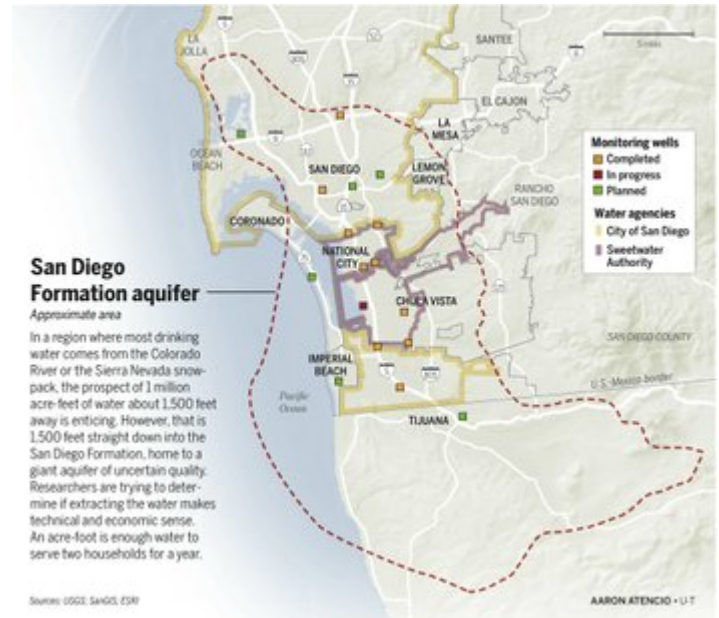 LA
JOLLA
SANTEE
5 miles
EL CAJON
LA
MESA
Monitoring wells
Completed
In progress
Planned
OCEAN
BEACH
SAN DIEGO
LEMON
GROVE
RANCHO
SAN DIEGO
Water agencies
City of San Diego
Sweetwater
Authority
CORONADO
NATIONAL
CITY
San Diego
Formation aquifer
Approximate area
CHULA VISTA
In a region where most drinking
water comes from the Colorado
River or the Sierra Nevada snow-
pack, the prospect of 1 million
acre-feet of water about 1,500 feet
away is enticing. However, that is
1,500 feet straight down into the
San Diego Formation, home to a
giant aquifer of uncertain quality.
Researchers are trying to deter-
mine if extracting the water makes
technical and economic sense.
An acre-foot is enough water to
serve two households for a year.
SAN DIEGO COUNTY
IMPERIAL
BEACH
U.S.-Mexico border
Pacific
Ocean
TIJUANA
Sources: USGS; SanGIS; ESRI
AARON ATENCIO • U-T